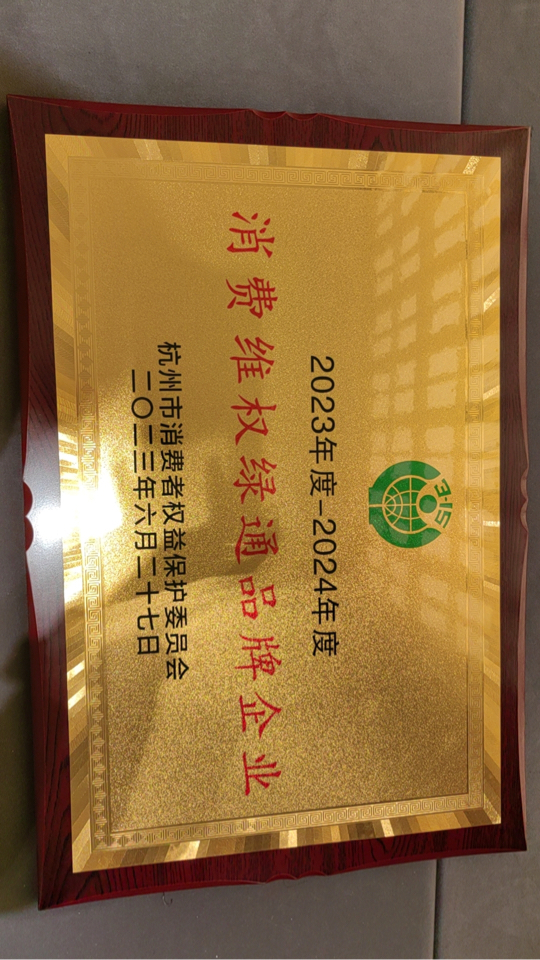 3·15
2023年度-2024年度
消费维权绿通品牌企业
杭州市消费者权益保护委员会
二〇二三年六月二十七日